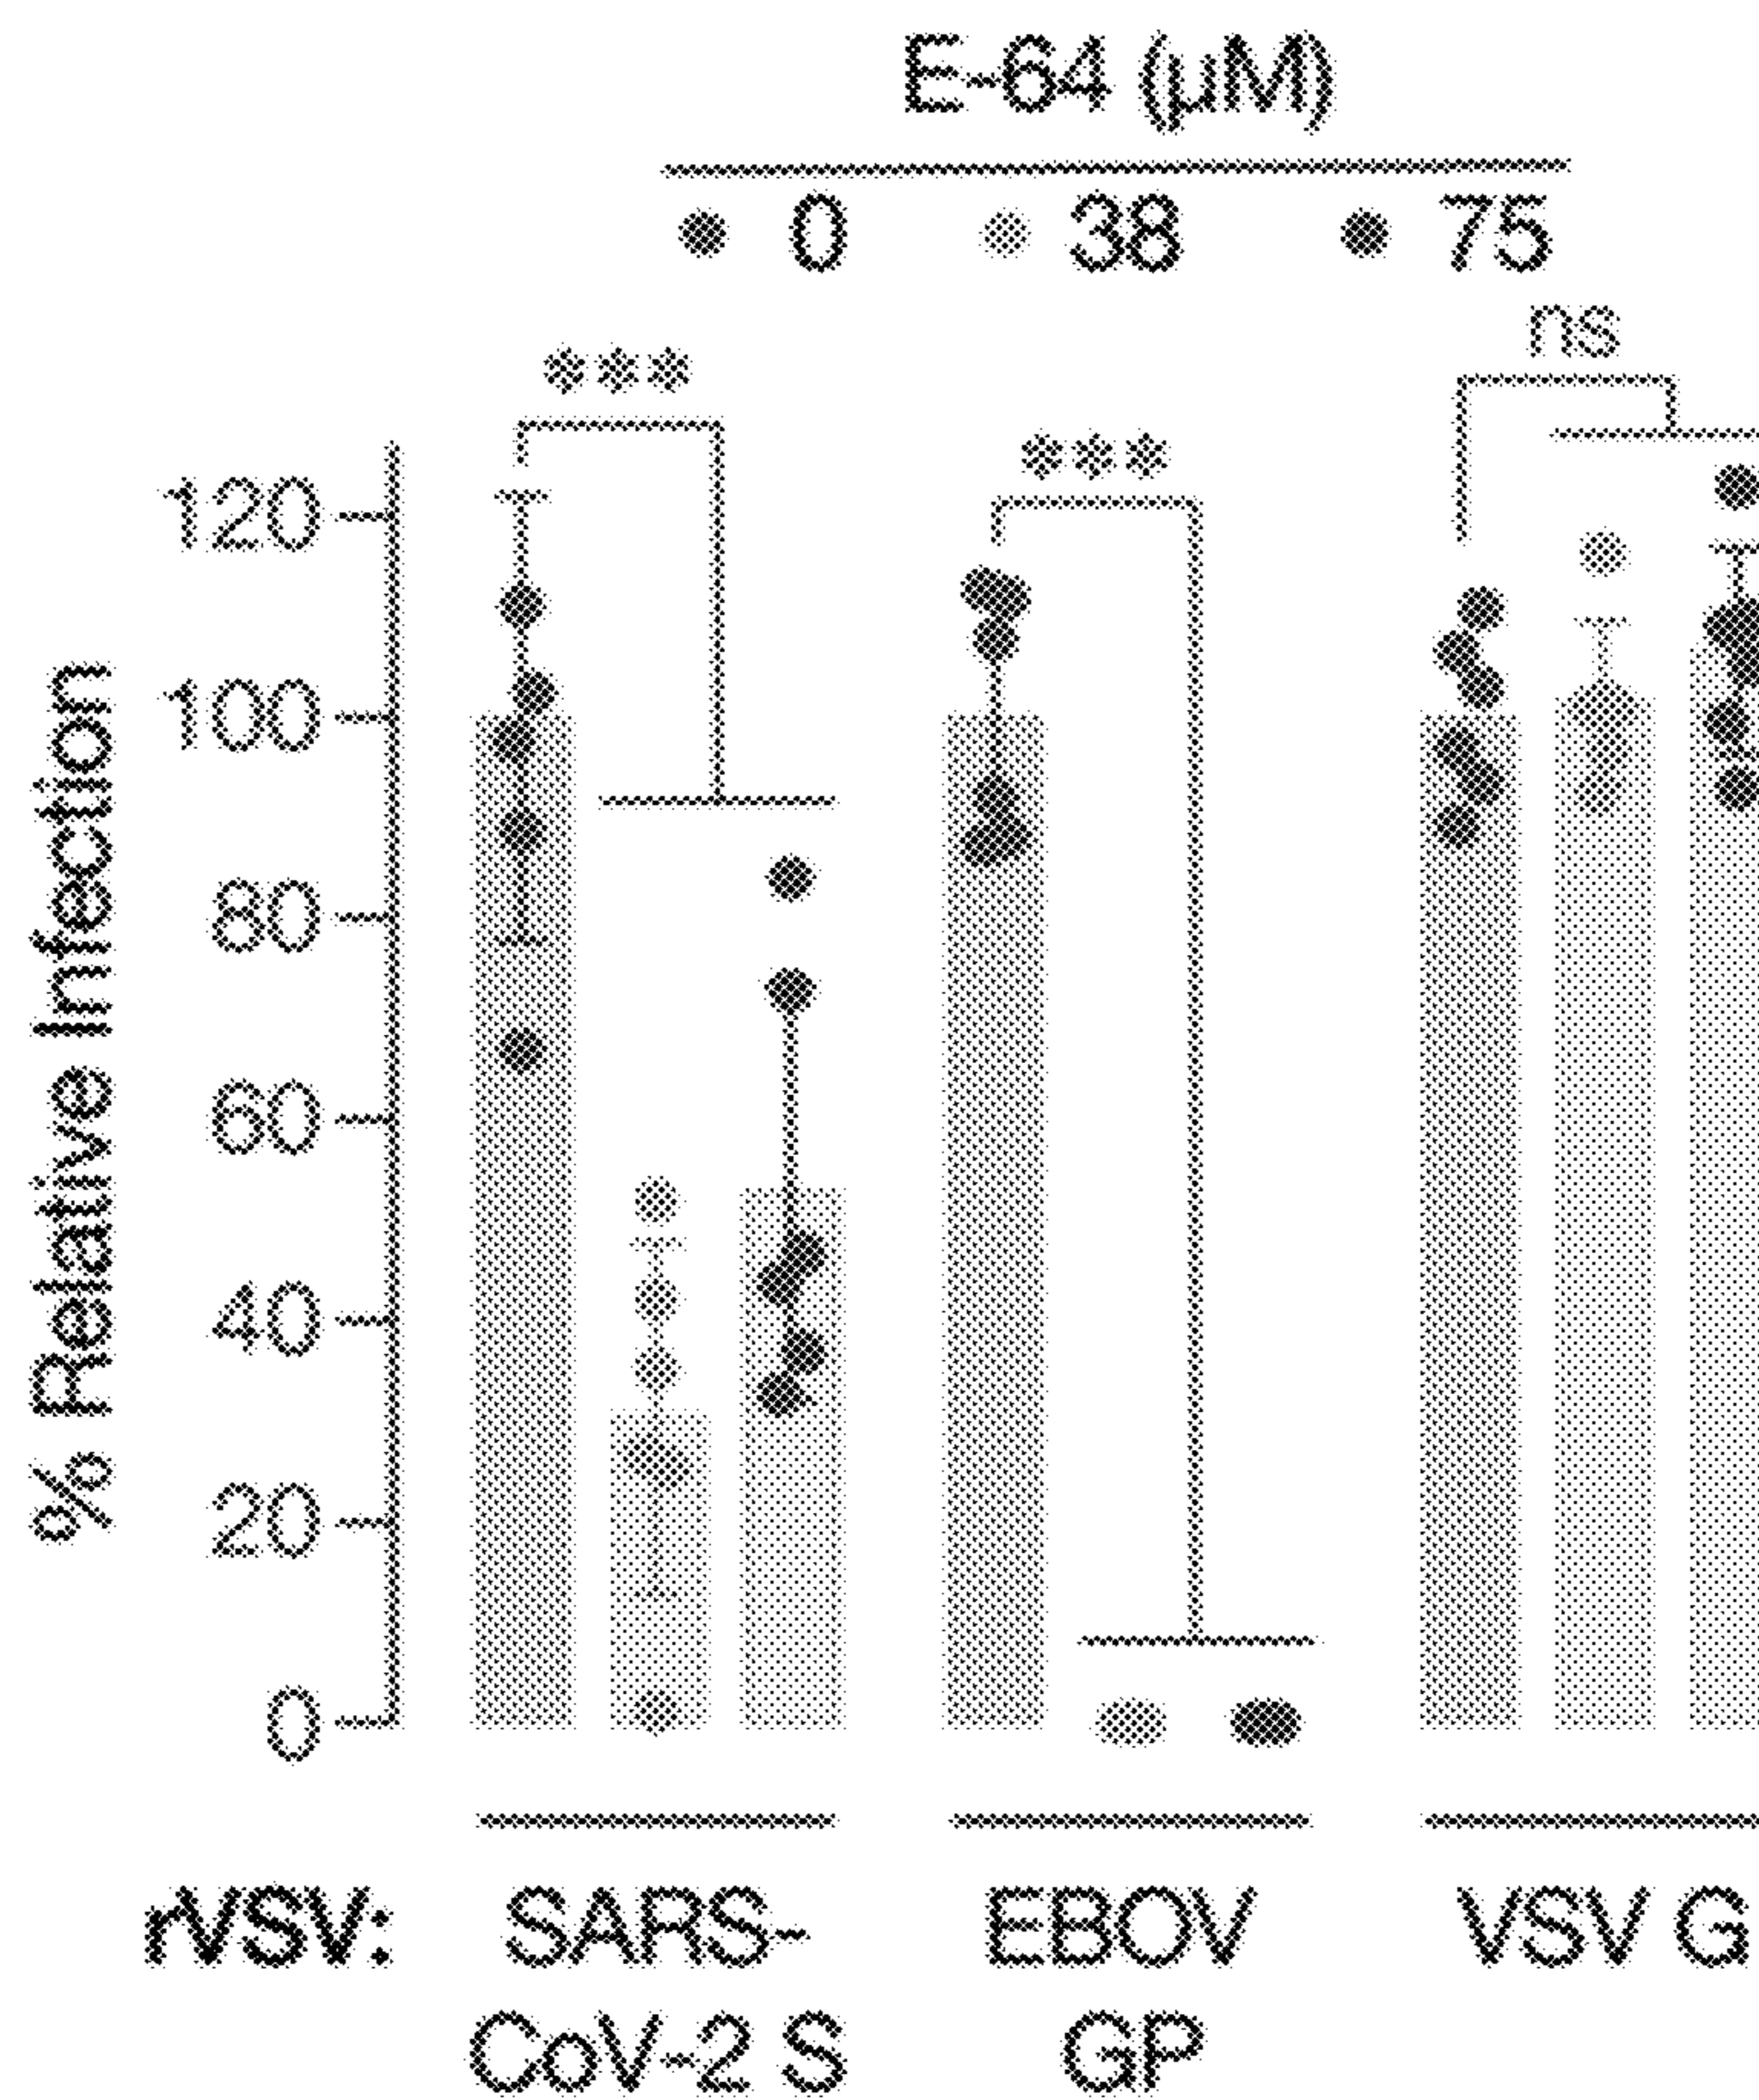 E-64 (μM)
0 38 75
ns
***
***
120
100
80
60
40
20
0
% Relative Infection
rVSV: SARS- EBOV VSV G
CoV-2 S GP